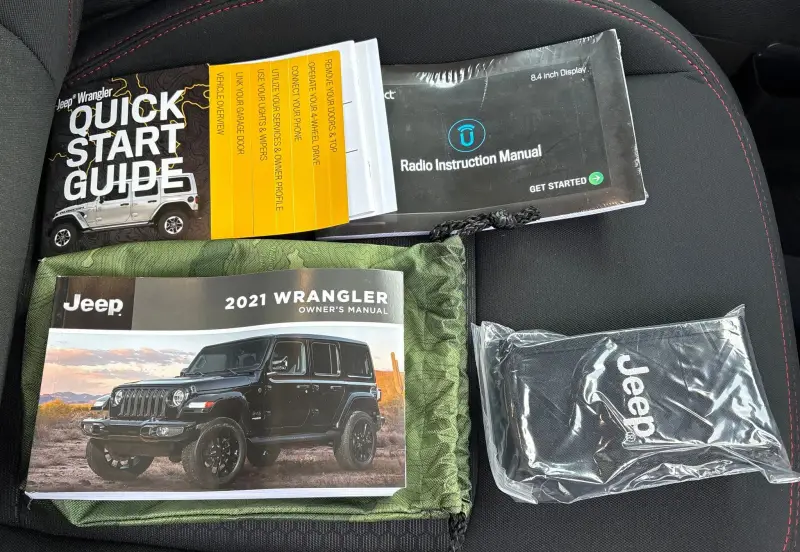 Jeep® Wrangler
QUICK
START
GUIDE
REMOVE YOUR DOORS & TOP
OPERATE YOUR 4-WHEEL DRIVE
CONNECT YOUR PHONE
UTILIZE YOUR SERVICES & OWNER PROFILE
USE YOUR LIGHTS & WIPERS
LINK YOUR GARAGE DOOR
VEHICLE OVERVIEW
8.4 inch Display
U
Radio Instruction Manual
GET STARTED
Jeep
2021 WRANGLER
OWNER'S MANUAL
Jeep®